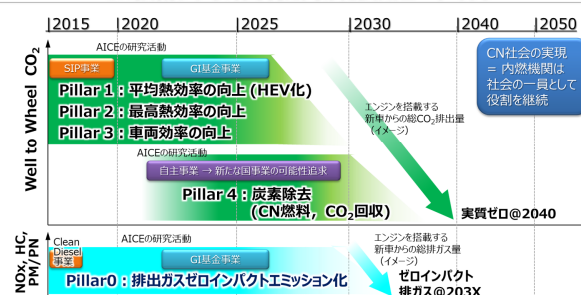 2015 2020 2025 2030 2040 2050
Well to Wheel CO2
AICEの研究活動
SIP事業
GI基金事業
Pillar 1：平均熱効率の向上 (HEV化)
Pillar 2：最高熱効率の向上
Pillar 3：車両効率の向上
エンジンを搭載する
新車からの総CO2排出量
（イメージ）
CN社会の実現
= 内燃機関は
社会の一員として
役割を継続
AICEの研究活動
自主事業 → 新たな国事業の可能性追求
Pillar 4：炭素除去
(CN燃料，CO2回収)
実質ゼロ@2040
NOx, HC,
PM/PN
Clean
Diesel
事業
AICEの研究活動
GI基金事業
Pillar0：排出ガスゼロインパクトエミッション化
エンジンを搭載する
新車からの総排出ガス量
（イメージ）
ゼロインパクト
排ガス@203X